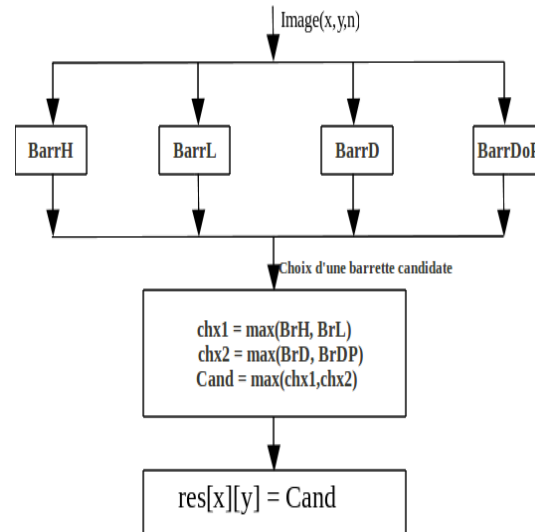 Image(x,y,n)
BarrH
BarrL
BarrD
BarrDoP
Choix d'une barrette candidate
chx1 = max(BrH, BrL)
chx2 = max(BrD, BrDP)
Cand = max(chx1,chx2)
res[x][y] = Cand